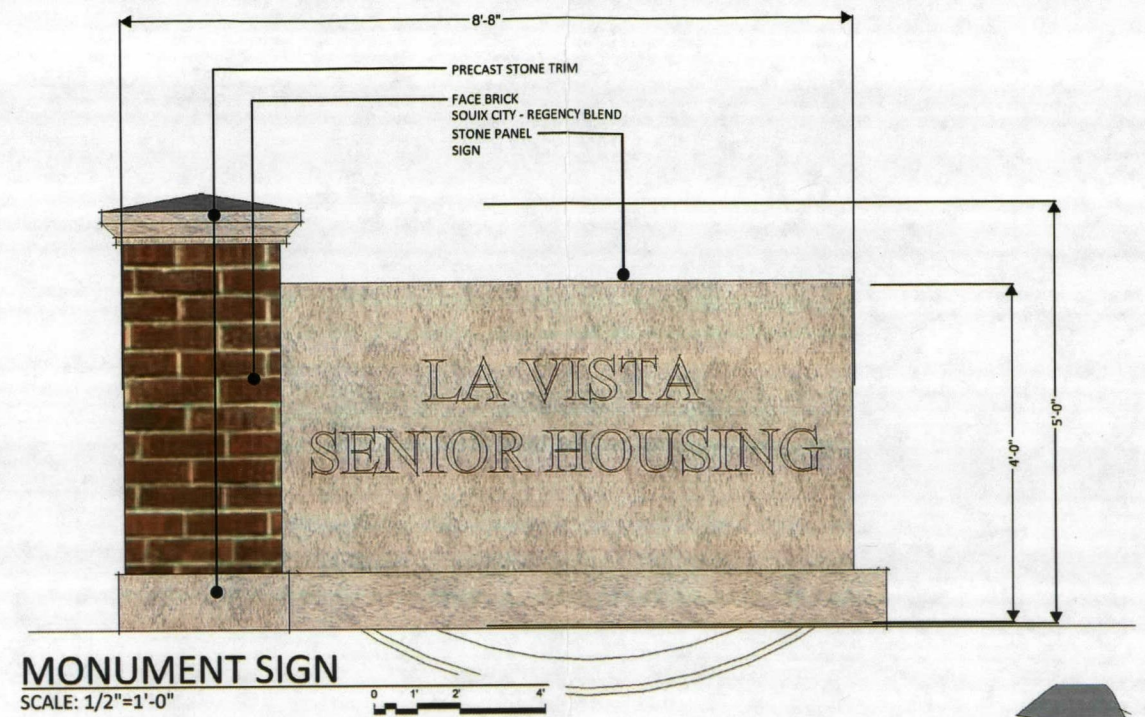 8'-8"
PRECAST STONE TRIM
FACE BRICK
SOUIX CITY - REGENCY BLEND
STONE PANEL
SIGN
LA VISTA
SENIOR HOUSING
5'-0"
4'-0"
MONUMENT SIGN
SCALE: 1/2"=1'-0"
0 1' 2' 4'